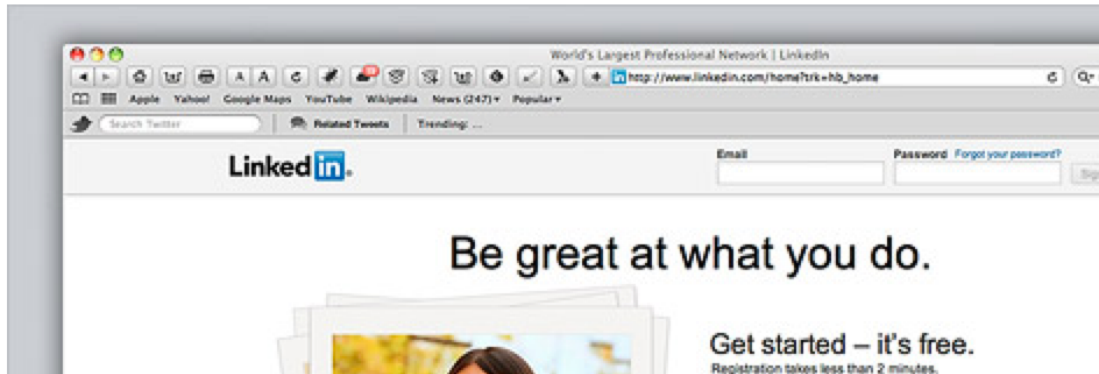 World's Largest Professional Network | LinkedIn
A A
http://www.linkedin.com/home?trk=hb_home
Apple Yahoo! Google Maps YouTube Wikipedia News (247) Popular
Search Twitter Related Tweets Trending: ...
Email Password Forgot your password?
Linked in.
Be great at what you do.
Get started – it's free.
Registration takes less than 2 minutes.